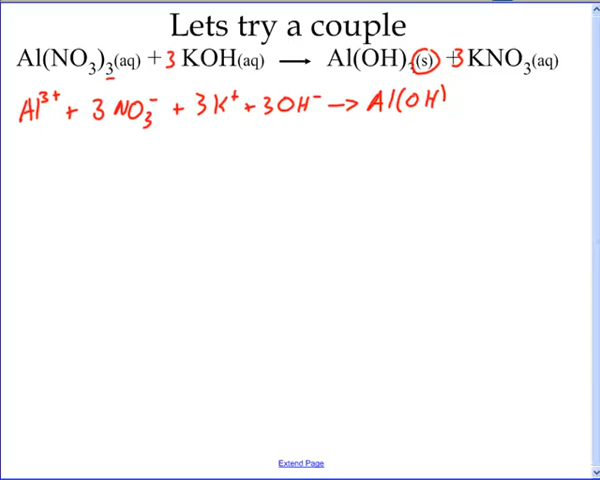 Lets try a couple
Al(NO₃)₃(aq) + 3 KOH(aq) ⟶ Al(OH)₃(s) + 3 KNO₃(aq)
Al³⁺ + 3 NO₃⁻ + 3 K⁺ + 3 OH⁻ → Al(OH)
Extend Page